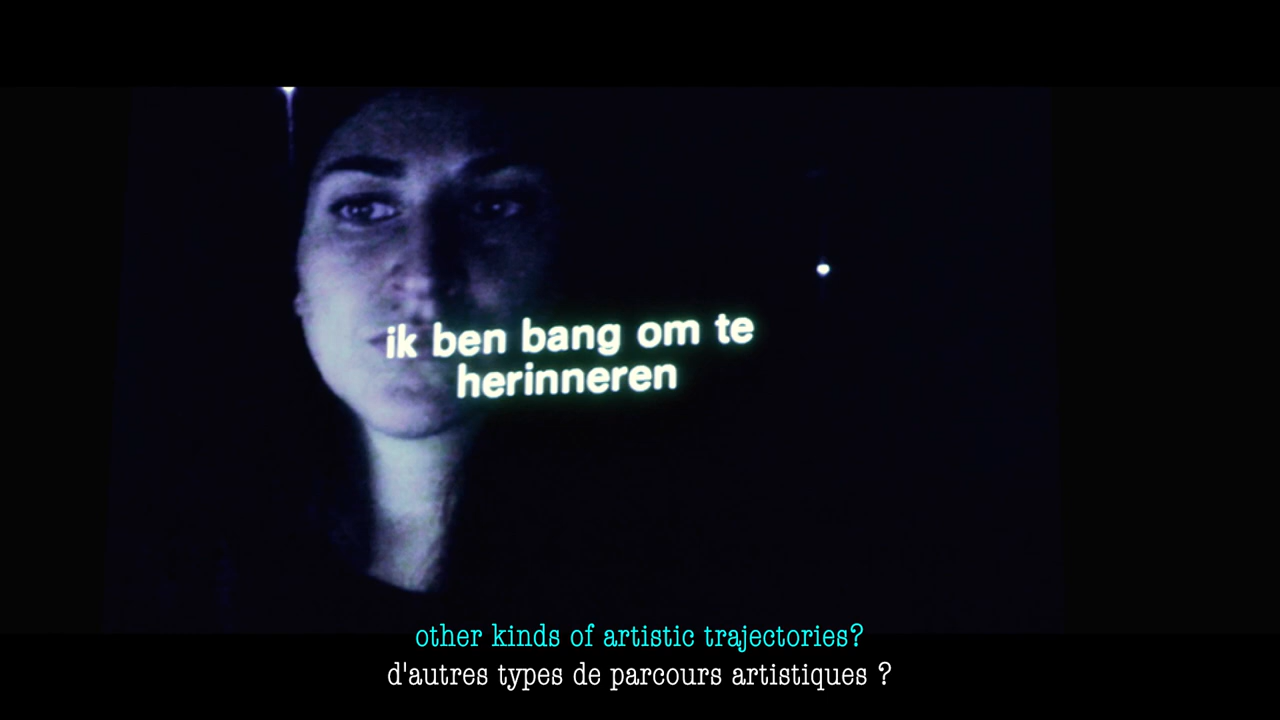 ik ben bang om te
herinneren
other kinds of artistic trajectories?
d'autres types de parcours artistiques ?